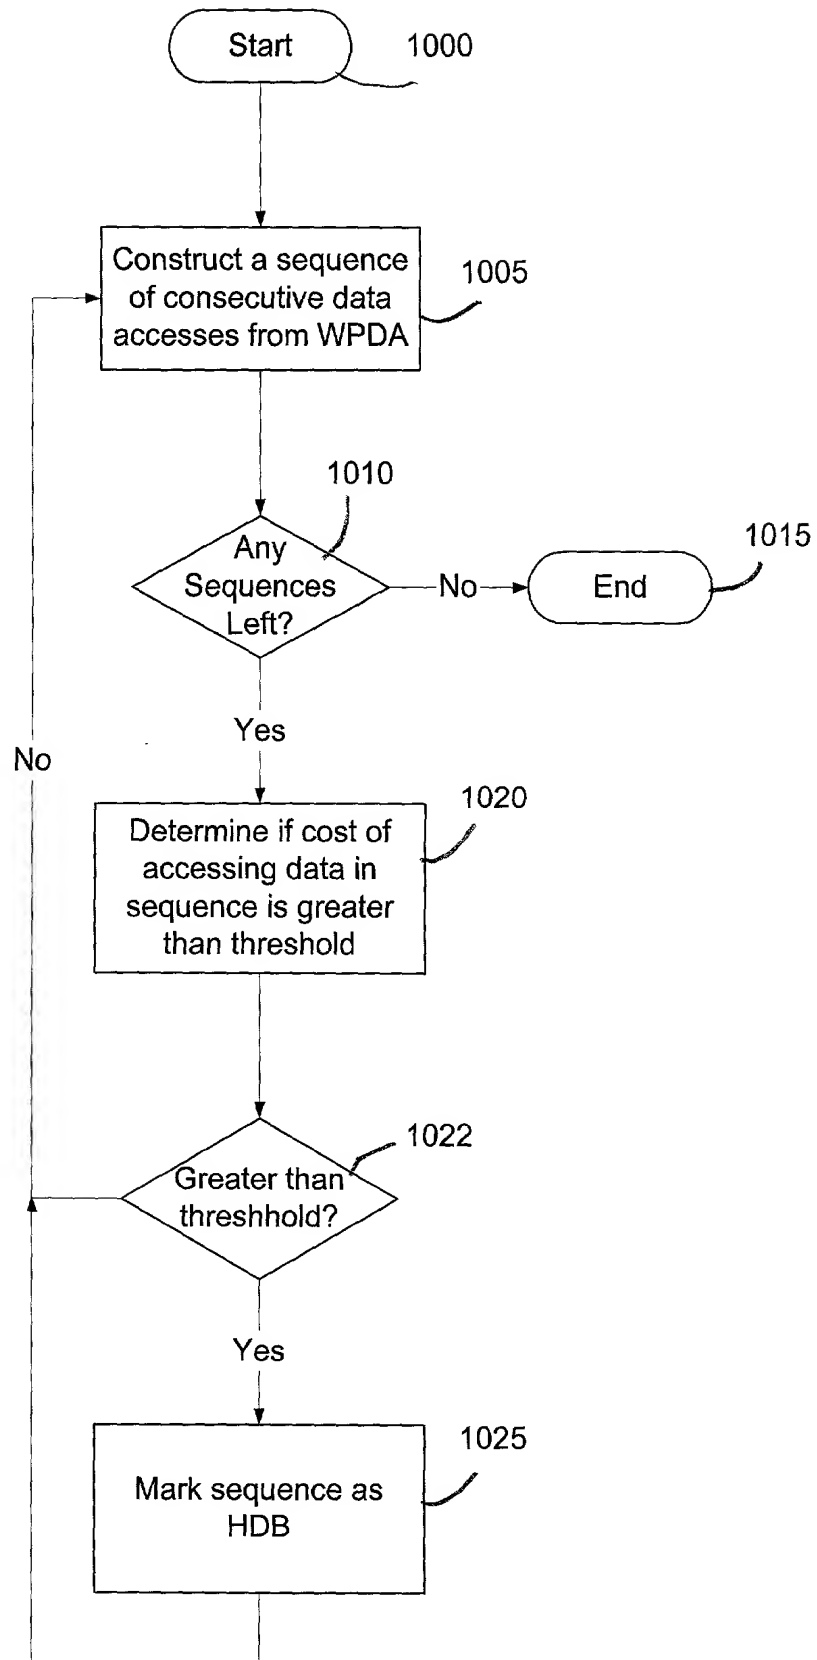 Start
1000
Construct a sequence
of consecutive data
accesses from WPDA
1005
1010
Any
Sequences
Left?
No
End
1015
Yes
No
1020
Determine if cost of
accessing data in
sequence is greater
than threshold
1022
Greater than
threshhold?
Yes
1025
Mark sequence as
HDB